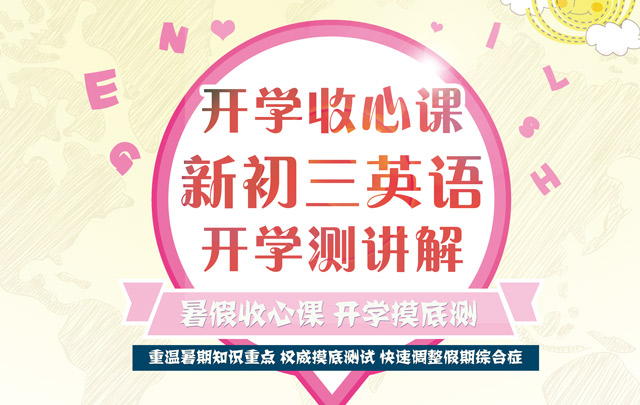 ENGLISH
开学收心课
新初三英语
开学测讲解
暑假收心课 开学摸底测
重温暑期知识重点 权威摸底测试 快速调整假期综合症